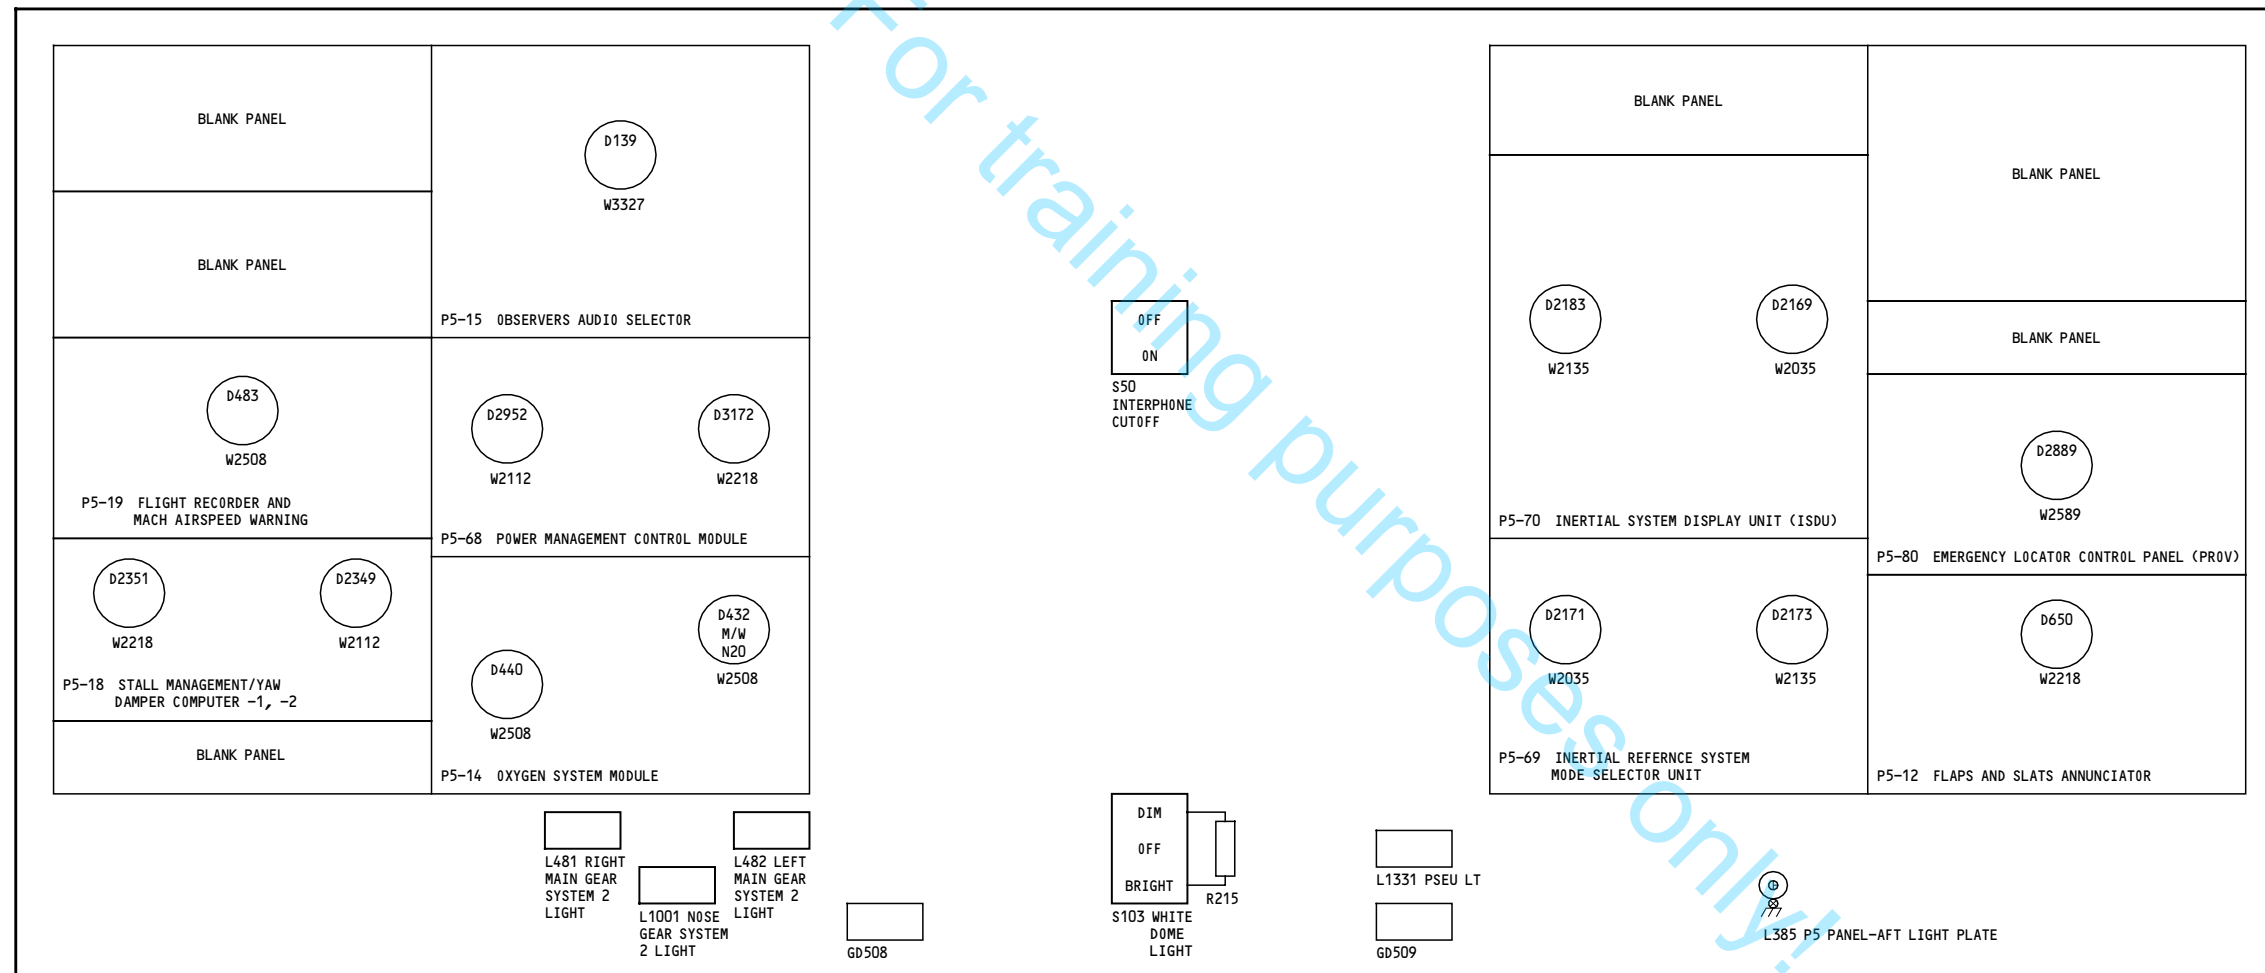 BLANK PANEL
BLANK PANEL
D483
W2508
P5-19 FLIGHT RECORDER AND
MACH AIRSPEED WARNING
D2351
W2218
D2349
W2112
P5-18 STALL MANAGEMENT/YAW
DAMPER COMPUTER -1, -2
BLANK PANEL
D139
W3327
P5-15 OBSERVERS AUDIO SELECTOR
D2952
W2112
D3172
W2218
P5-68 POWER MANAGEMENT CONTROL MODULE
D440
W2508
D432
M/W
N20
W2508
P5-14 OXYGEN SYSTEM MODULE
L481 RIGHT
MAIN GEAR
SYSTEM 2
LIGHT
L1001 NOSE
GEAR SYSTEM
2 LIGHT
L482 LEFT
MAIN GEAR
SYSTEM 2
LIGHT
GD508
OFF
ON
S50
INTERPHONE
CUTOFF
DIM
OFF
BRIGHT
R215
S103 WHITE
DOME
LIGHT
L1331 PSEU LT
GD509
BLANK PANEL
D2183
W2135
D2169
W2035
P5-70 INERTIAL SYSTEM DISPLAY UNIT (ISDU)
D2171
W2035
D2173
W2135
P5-69 INERTIAL REFERNCE SYSTEM
MODE SELECTOR UNIT
BLANK PANEL
BLANK PANEL
D2889
W2589
P5-80 EMERGENCY LOCATOR CONTROL PANEL (PROV)
D650
W2218
P5-12 FLAPS AND SLATS ANNUNCIATOR
L385 P5 PANEL-AFT LIGHT PLATE
For training purposes only!